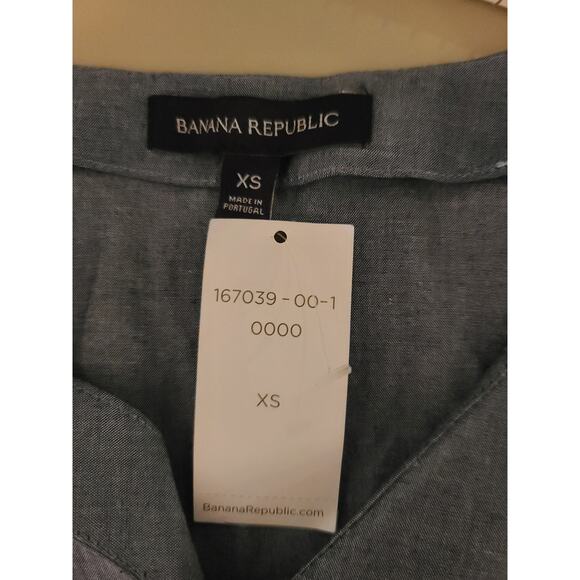 BANANA REPUBLIC
XS
MADE IN
PORTUGAL
167039-00-1
0000
XS
BananaRepublic.com